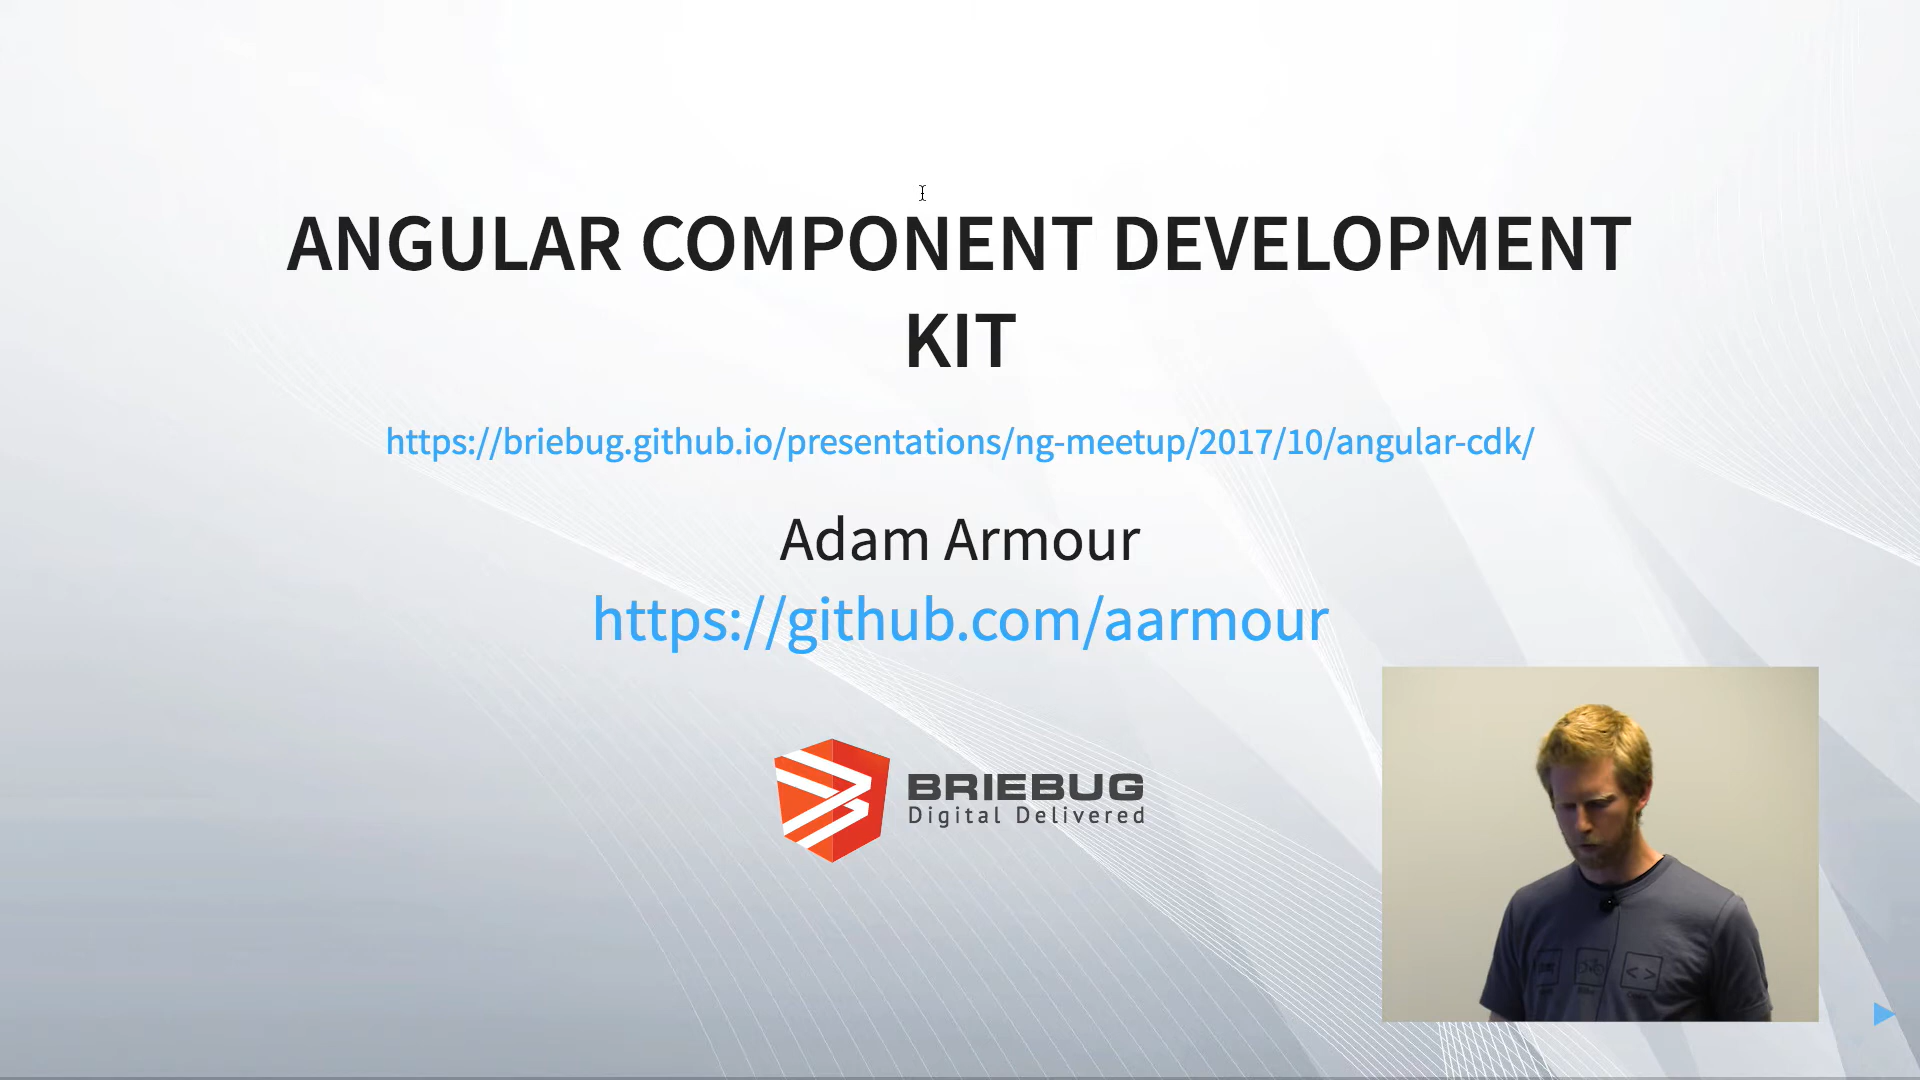 ANGULAR COMPONENT DEVELOPMENT
KIT
https://briebug.github.io/presentations/ng-meetup/2017/10/angular-cdk/
Adam Armour
https://github.com/aarmour
BRIEBUG
Digital Delivered